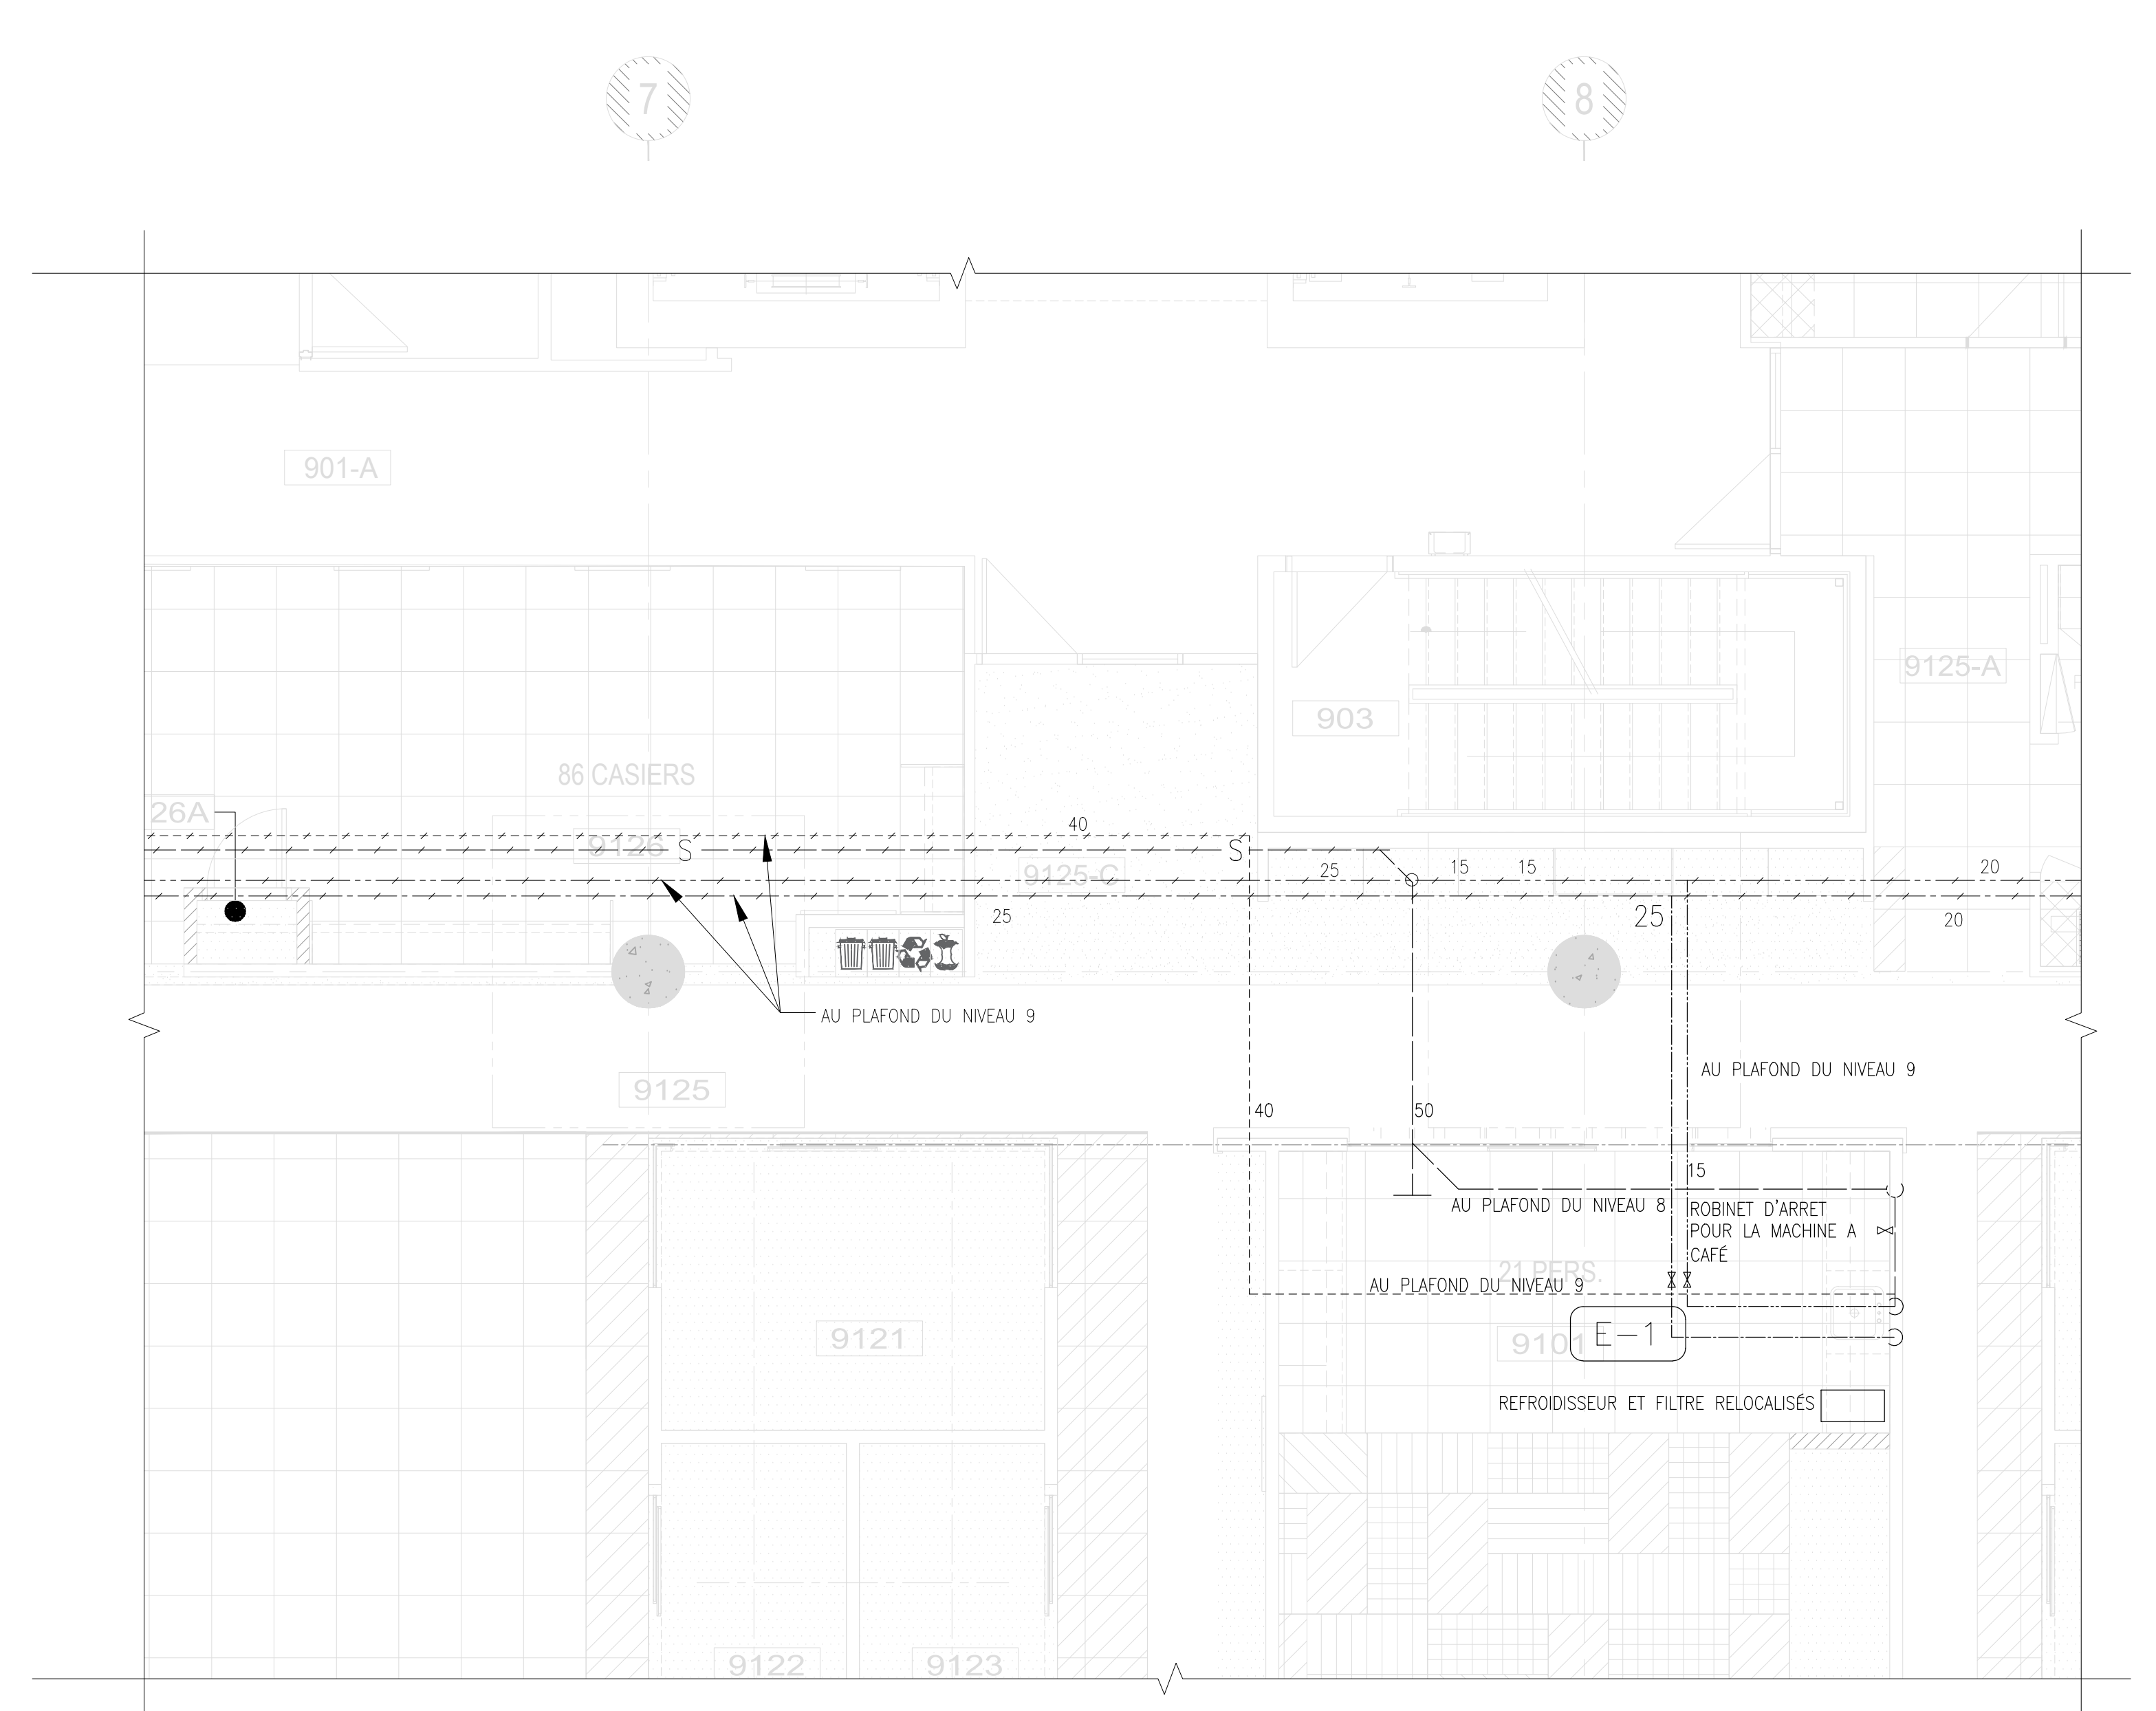 7
8
901-A
903
9125-A
86 CASIERS
26A
9126
S
40
S
9125-C
25
15
15
20
25
25
20
AU PLAFOND DU NIVEAU 9
AU PLAFOND DU NIVEAU 9
9125
40
50
15
AU PLAFOND DU NIVEAU 8
ROBINET D'ARRET
POUR LA MACHINE A
CAFÉ
21 PERS.
AU PLAFOND DU NIVEAU 9
9121
9101
E-1
REFROIDISSEUR ET FILTRE RELOCALISÉS
9122
9123